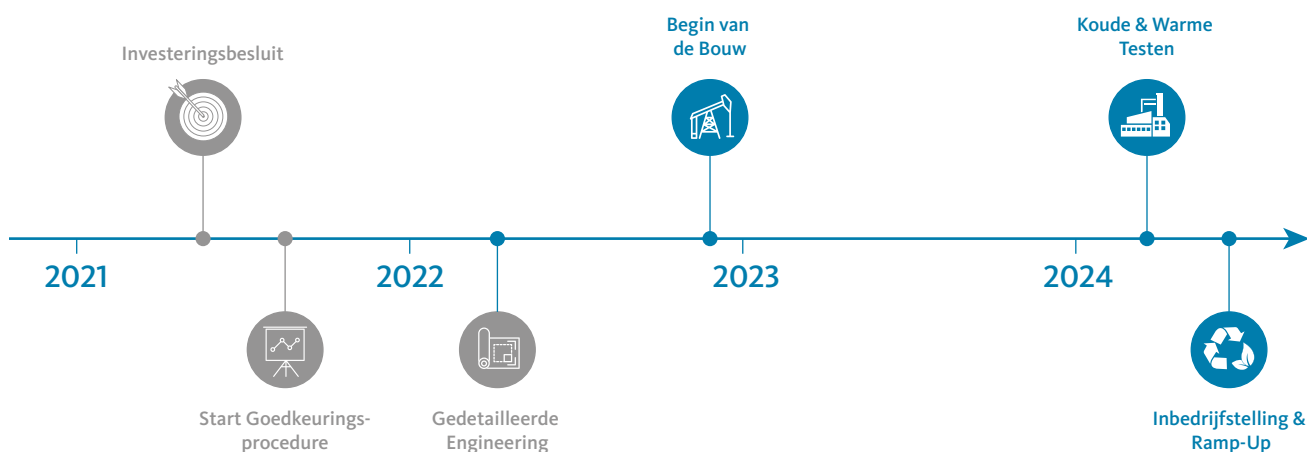 Investeringsbesluit
Begin van
de Bouw
Koude & Warme
Testen
2021
2022
2023
2024
Start Goedkeurings-
procedure
Gedetailleerde
Engineering
Inbedrijfstelling &
Ramp-Up